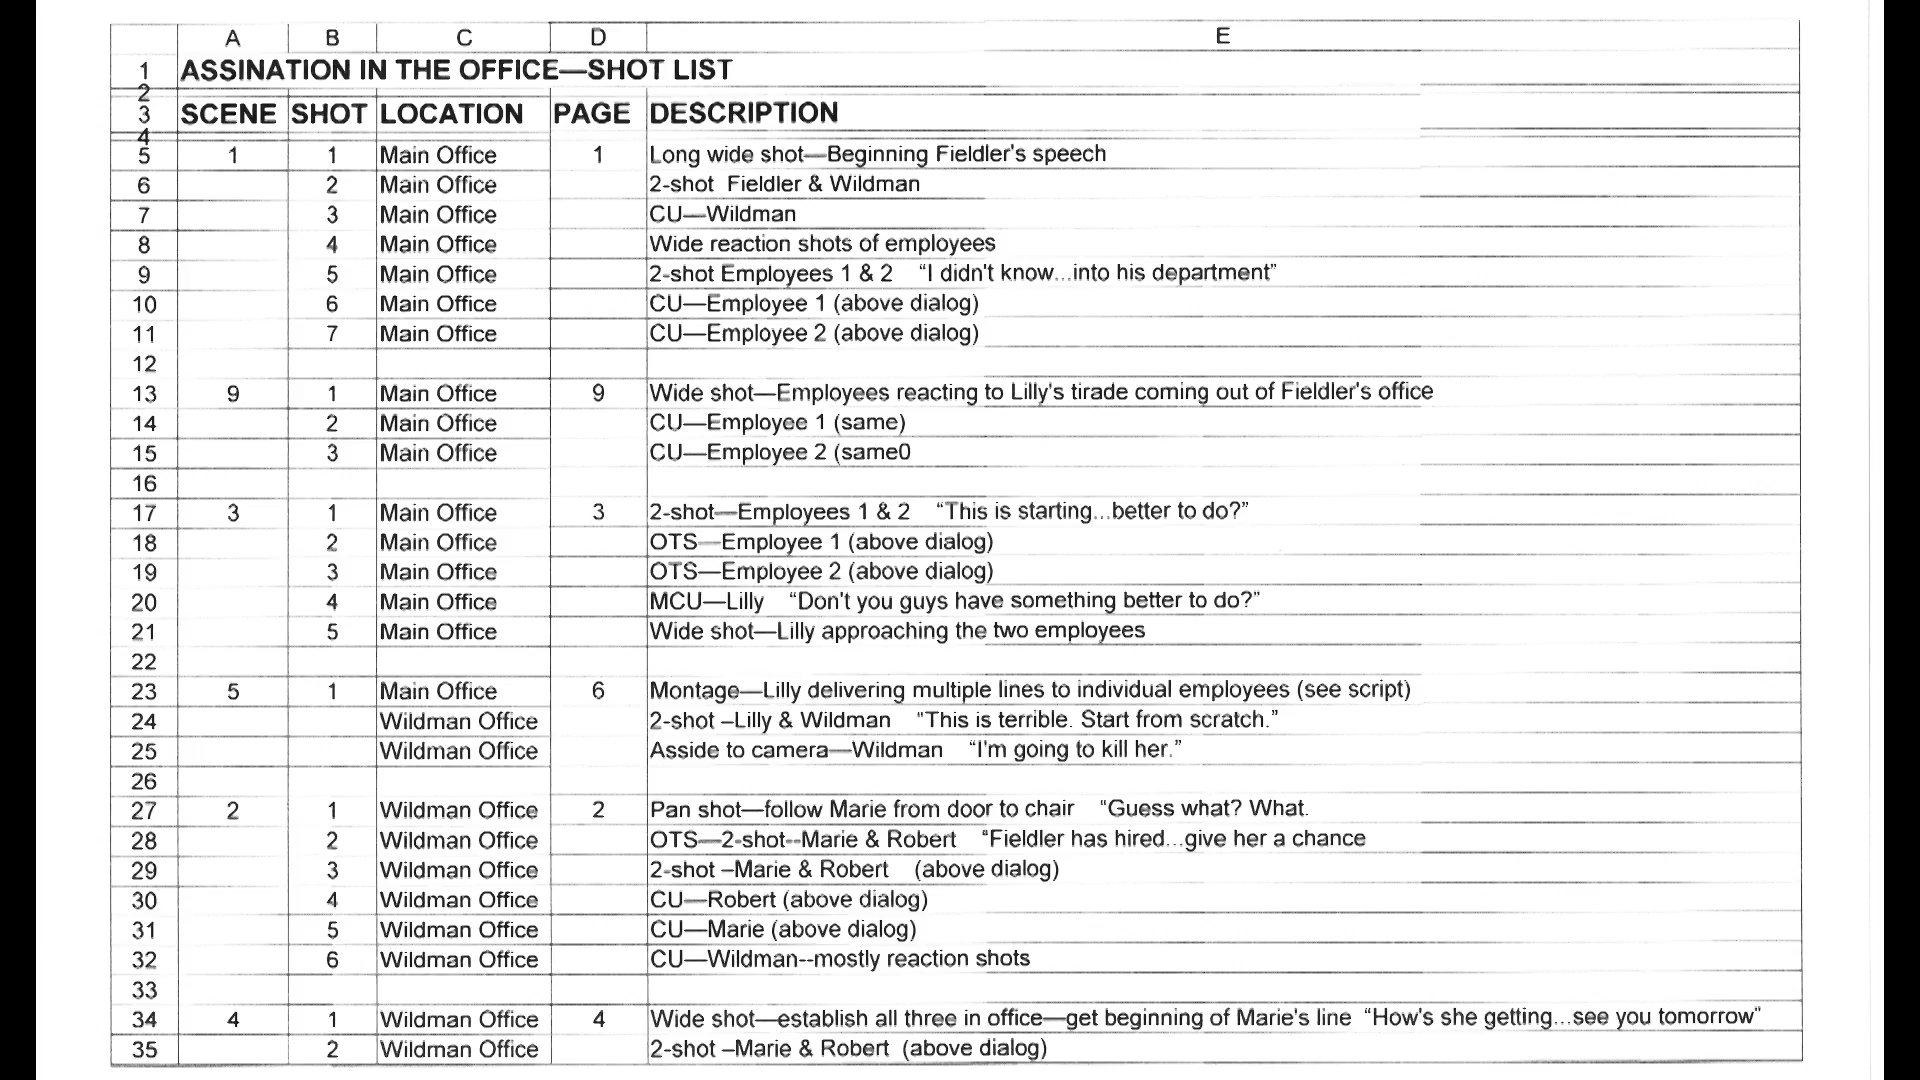 A B C D E
1 ASSINATION IN THE OFFICE—SHOT LIST
2
3 SCENE SHOT LOCATION PAGE DESCRIPTION
4
5 1 1 Main Office 1 Long wide shot—Beginning Fieldler's speech
6 2 Main Office 2-shot Fieldler & Wildman
7 3 Main Office CU—Wildman
8 4 Main Office Wide reaction shots of employees
9 5 Main Office 2-shot Employees 1 & 2 “I didn't know...into his department”
10 6 Main Office CU—Employee 1 (above dialog)
11 7 Main Office CU—Employee 2 (above dialog)
12
13 9 1 Main Office 9 Wide shot—Employees reacting to Lilly's tirade coming out of Fieldler's office
14 2 Main Office CU—Employee 1 (same)
15 3 Main Office CU—Employee 2 (same0
16
17 3 1 Main Office 3 2-shot—Employees 1 & 2 “This is starting...better to do?”
18 2 Main Office OTS—Employee 1 (above dialog)
19 3 Main Office OTS—Employee 2 (above dialog)
20 4 Main Office MCU—Lilly “Don't you guys have something better to do?”
21 5 Main Office Wide shot—Lilly approaching the two employees
22
23 5 1 Main Office 6 Montage—Lilly delivering multiple lines to individual employees (see script)
24 Wildman Office 2-shot –Lilly & Wildman “This is terrible. Start from scratch.”
25 Wildman Office Asside to camera—Wildman “I'm going to kill her.”
26
27 2 1 Wildman Office 2 Pan shot—follow Marie from door to chair “Guess what? What.
28 2 Wildman Office OTS—2-shot--Marie & Robert “Fieldler has hired...give her a chance
29 3 Wildman Office 2-shot –Marie & Robert (above dialog)
30 4 Wildman Office CU—Robert (above dialog)
31 5 Wildman Office CU—Marie (above dialog)
32 6 Wildman Office CU—Wildman--mostly reaction shots
33
34 4 1 Wildman Office 4 Wide shot—establish all three in office—get beginning of Marie's line “How's she getting...see you tomorrow”
35 2 Wildman Office 2-shot –Marie & Robert (above dialog)